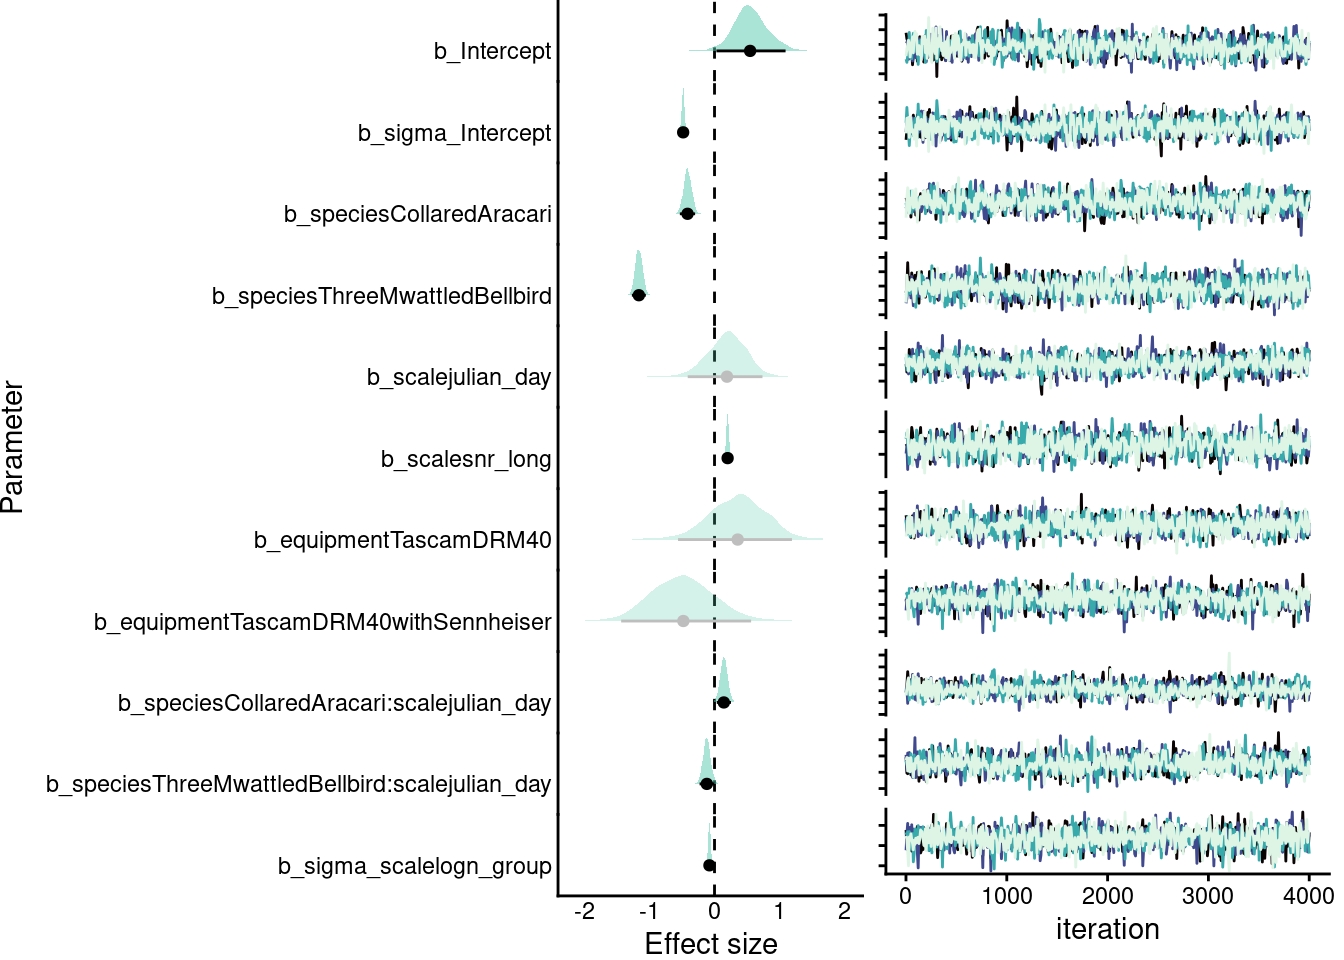 Parameter
b_Intercept
b_sigma_Intercept
b_speciesCollaredAracari
b_speciesThreeMwattledBellbird
b_scalejulian_day
b_scalesnr_long
b_equipmentTascamDRM40
b_equipmentTascamDRM40withSennheiser
b_speciesCollaredAracari:scalejulian_day
b_speciesThreeMwattledBellbird:scalejulian_day
b_sigma_scalelogn_group
-2 -1 0 1 2
Effect size
0 1000 2000 3000 4000
iteration